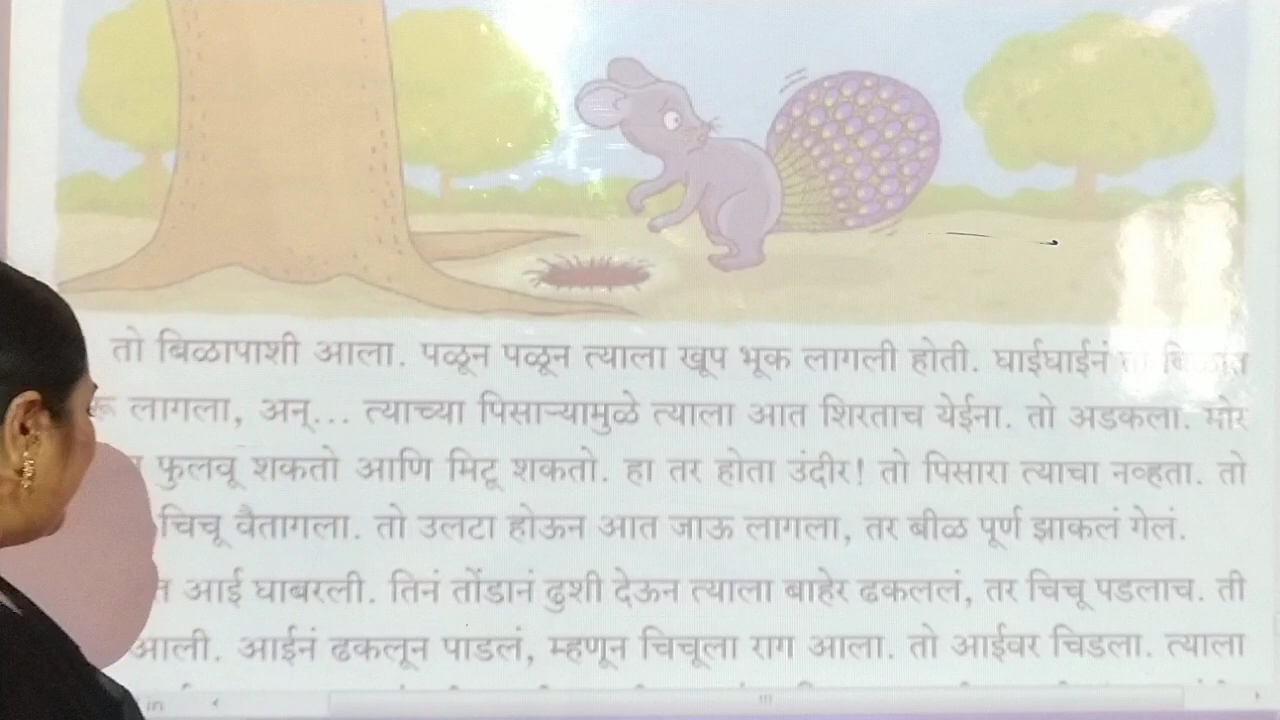 तो बिळापाशी आला. पळून पळून त्याला खूप भूक लागली होती. घाईघाईनं
लागला, अन्... त्याच्या पिसाऱ्यामुळे त्याला आत शिरताच येईना. तो अडकला. मोर
फुलवू शकतो आणि मिटू शकतो. हा तर होता उंदीर! तो पिसारा त्याचा नव्हता. तो
चिचू वैतागला. तो उलटा होऊन आत जाऊ लागला, तर बीळ पूर्ण झाकलं गेलं.
आई घाबरली. तिनं तोंडानं ढुशी देऊन त्याला बाहेर ढकललं, तर चिचू पडलाच. ती
आली. आईनं ढकलून पाडलं, म्हणून चिचूला राग आला. तो आईवर चिडला. त्याला
in